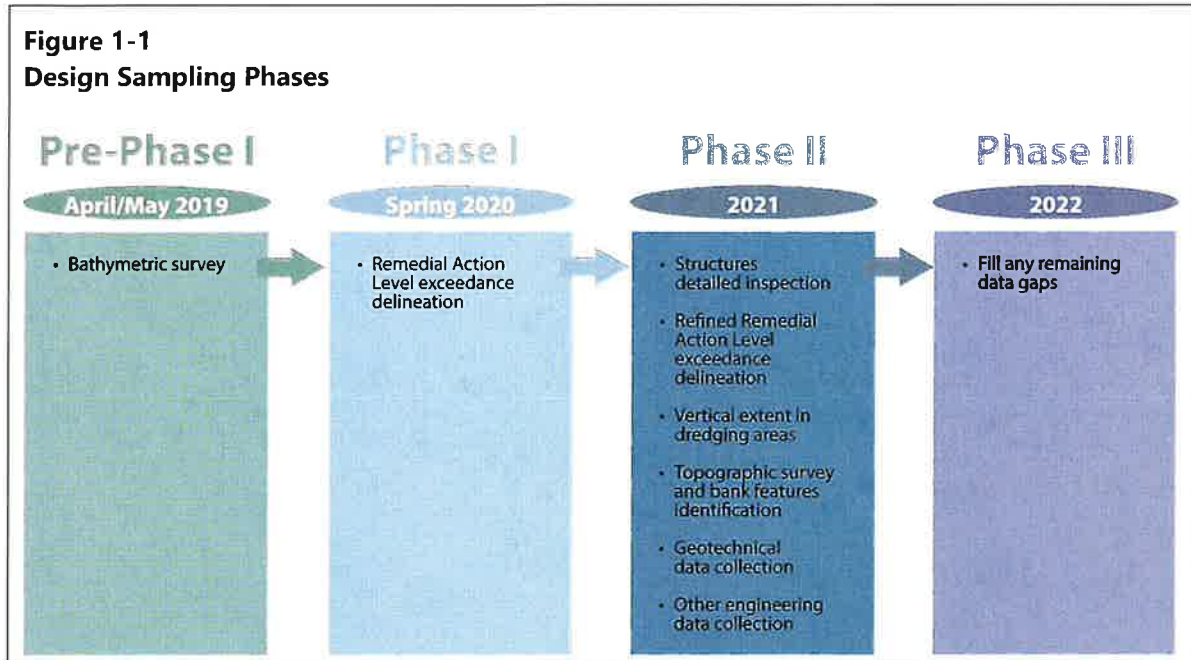 Figure 1-1
Design Sampling Phases
Pre-Phase I
April/May 2019
• Bathymetric survey
Phase I
Spring 2020
• Remedial Action
Level exceedance
delineation
Phase II
2021
• Structures
detailed inspection
• Refined Remedial
Action Level
exceedance
delineation
• Vertical extent in
dredging areas
• Topographic survey
and bank features
identification
• Geotechnical
data collection
• Other engineering
data collection
Phase III
2022
• Fill any remaining
data gaps